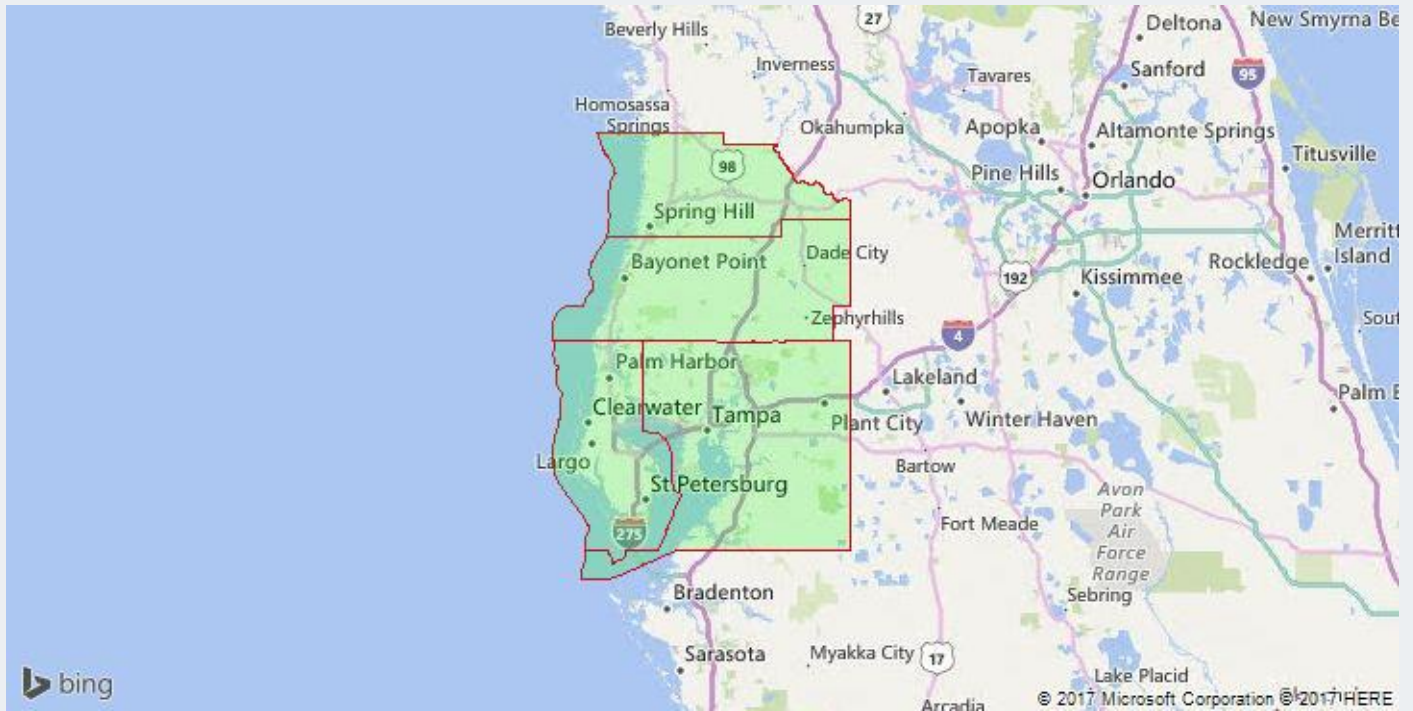 27
Deltona
New Smyrna Be
Beverly Hills
Inverness
95
Tavares
Sanford
Homosassa
Springs
Okahumpka
Apopka
Altamonte Springs
Titusville
98
Pine Hills
Orlando
Spring Hill
Merritt
Island
Dade City
Bayonet Point
192
Kissimmee
Rockledge
Zephyrhills
4
Palm Harbor
Lakeland
Clearwater
Tampa
Plant City
Winter Haven
Largo
Bartow
St Petersburg
Avon
Park
Air
Force
Range
Fort Meade
275
Bradenton
Sebring
Sarasota
Myakka City
17
Lake Placid
bing
Arcadia
© 2017 Microsoft Corporation © 2017 HERE